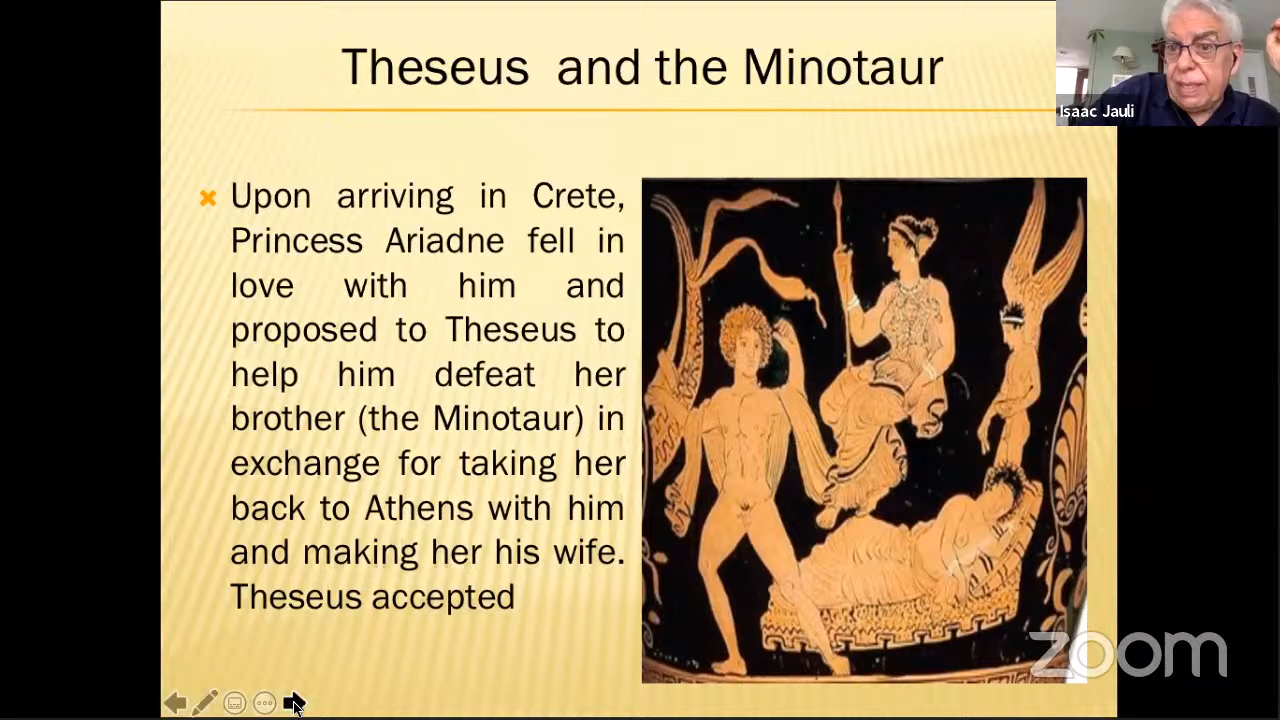 Theseus and the Minotaur
Isaac Jauli
Upon arriving in Crete,
Princess Ariadne fell in
love with him and
proposed to Theseus to
help him defeat her
brother (the Minotaur) in
exchange for taking her
back to Athens with him
and making her his wife.
Theseus accepted
zoom